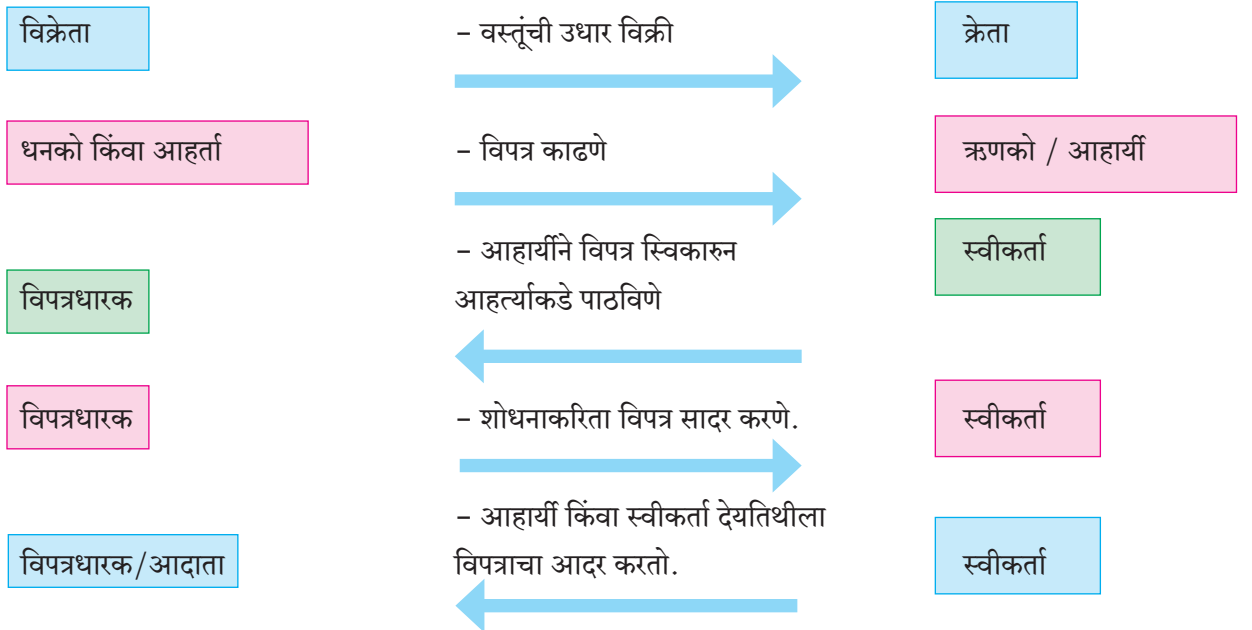 विक्रेता
– वस्तूंची उधार विक्री
क्रेता
धनको किंवा आहर्ता
– विपत्र काढणे
ऋणको / आहार्यी
विपत्रधारक
– आहार्यीने विपत्र स्विकारुन
आहर्त्याकडे पाठविणे
स्वीकर्ता
विपत्रधारक
– शोधनाकरिता विपत्र सादर करणे.
स्वीकर्ता
विपत्रधारक/आदाता
– आहार्यी किंवा स्वीकर्ता देयतिथीला
विपत्राचा आदर करतो.
स्वीकर्ता